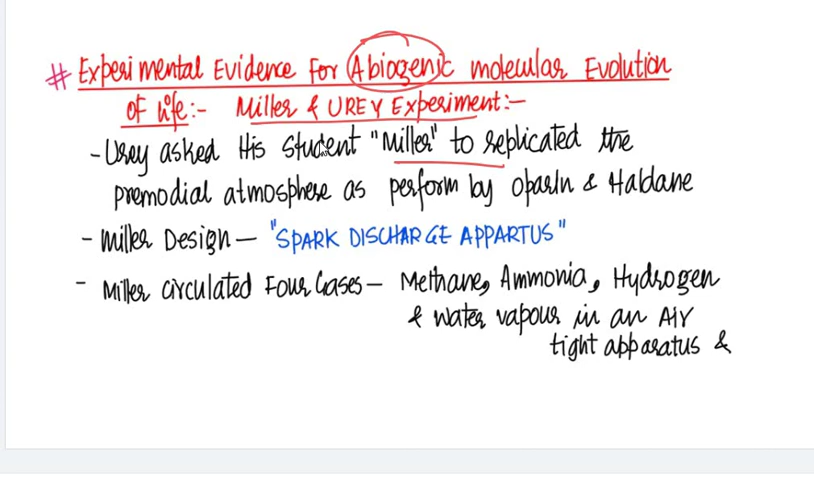 # Experimental Evidence for Abiogenic molecular Evolution
of life:- Miller & UREY Experiment:-
- Urey asked His Student "Miller" to replicated the
premodial atmosphere as perform by oparin & Haldane
- Miller Design - "SPARK DISCHARGE APPARTUS"
- Miller circulated Four Gases - Methane, Ammonia, Hydrogen
& water vapour in an Air
tight apparatus &